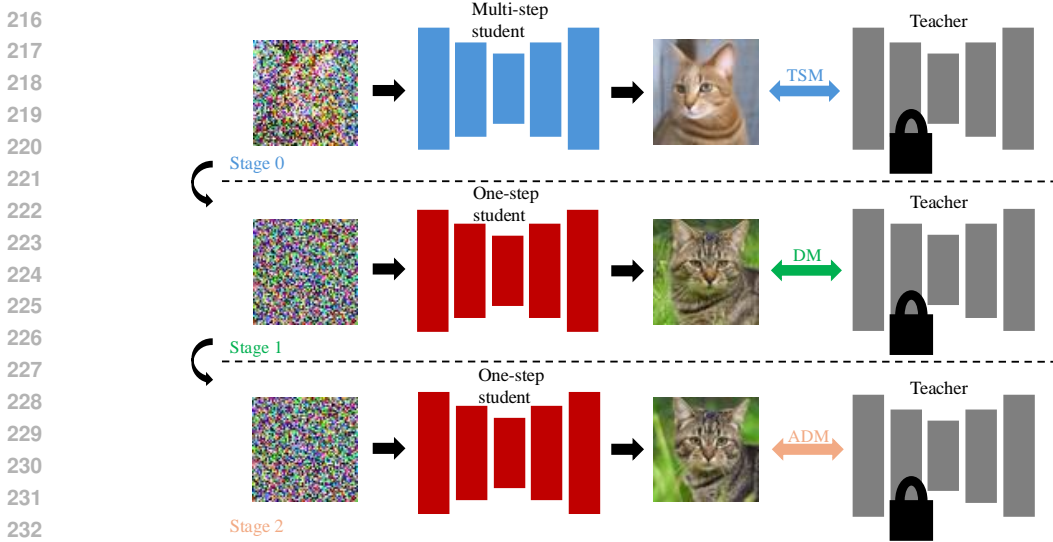 216
217
218
219
220
221
222
223
224
225
226
227
228
229
230
231
232
Multi-step
student
Teacher
TSM
Stage 0
One-step
student
Teacher
DM
Stage 1
One-step
student
Teacher
ADM
Stage 2